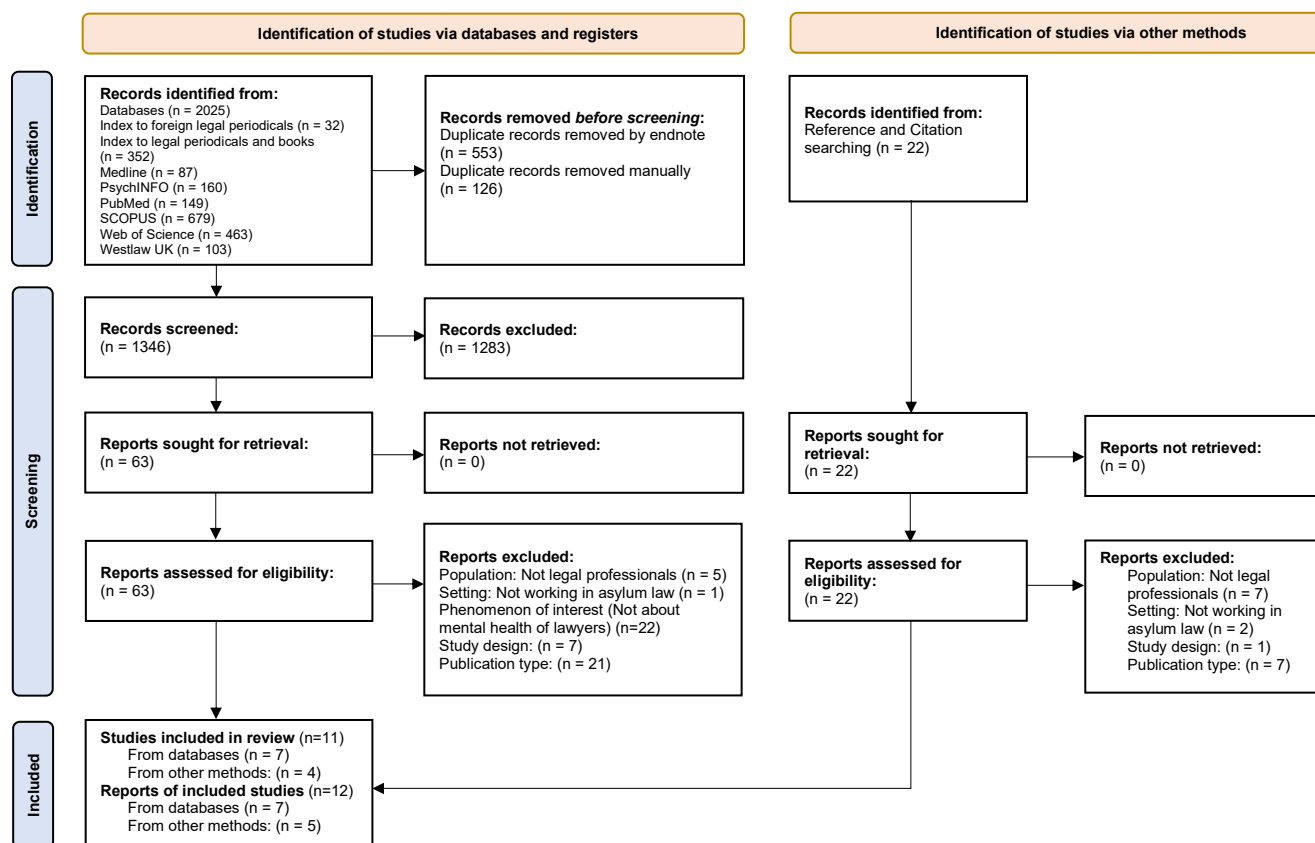 Identification of studies via databases and registers
Identification of studies via other methods
Identification
Records identified from:
Databases (n = 2025)
Index to foreign legal periodicals (n = 32)
Index to legal periodicals and books
(n = 352)
Medline (n = 87)
PsychINFO (n = 160)
PubMed (n = 149)
SCOPUS (n = 679)
Web of Science (n = 463)
Westlaw UK (n = 103)
Records removed before screening:
Duplicate records removed by endnote
(n = 553)
Duplicate records removed manually
(n = 126)
Records identified from:
Reference and Citation
searching (n = 22)
Screening
Records screened:
(n = 1346)
Records excluded:
(n = 1283)
Reports sought for retrieval:
(n = 63)
Reports not retrieved:
(n = 0)
Reports sought for
retrieval:
(n = 22)
Reports not retrieved:
(n = 0)
Reports assessed for eligibility:
(n = 63)
Reports excluded:
Population: Not legal professionals (n = 5)
Setting: Not working in asylum law (n = 1)
Phenomenon of interest (Not about
mental health of lawyers) (n=22)
Study design: (n = 7)
Publication type: (n = 21)
Reports assessed for
eligibility:
(n = 22)
Reports excluded:
Population: Not legal
professionals (n = 7)
Setting: Not working in
asylum law (n = 2)
Study design: (n = 1)
Publication type: (n = 7)
Included
Studies included in review (n=11)
From databases (n = 7)
From other methods: (n = 4)
Reports of included studies (n=12)
From databases (n = 7)
From other methods: (n = 5)